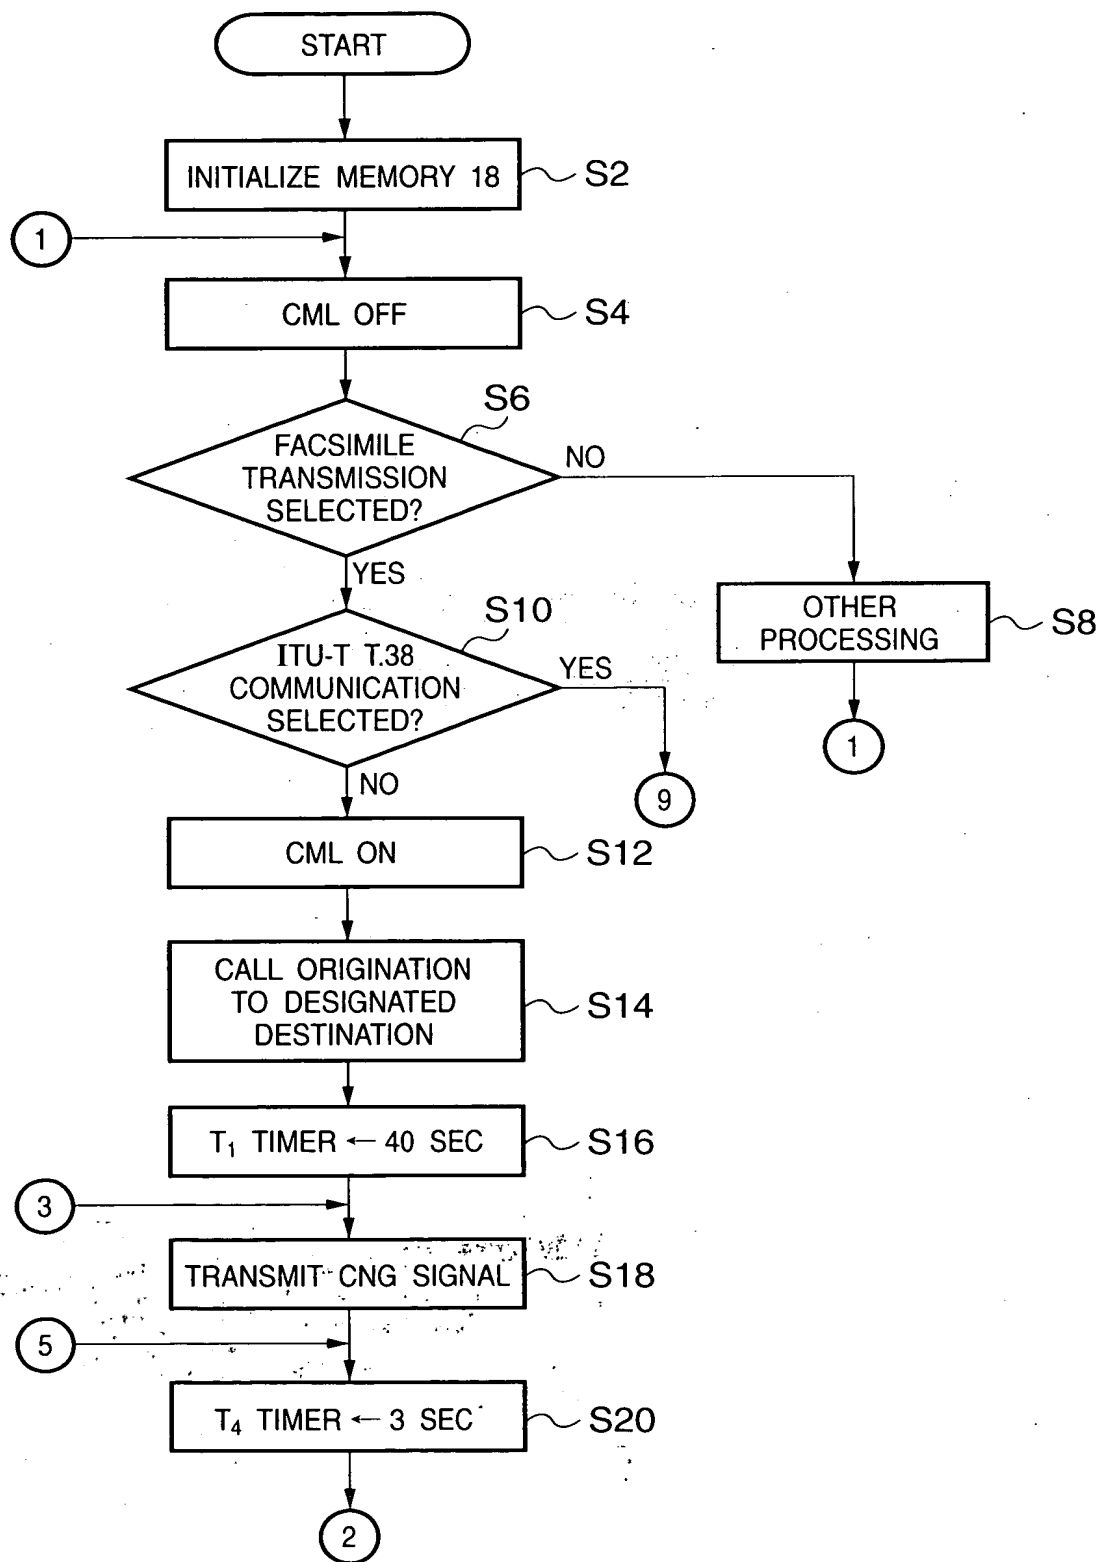 START
INITIALIZE MEMORY 18
S2
1
CML OFF
S4
S6
FACSIMILE
TRANSMISSION
SELECTED?
NO
YES
OTHER
PROCESSING
S8
1
S10
ITU-T T.38
COMMUNICATION
SELECTED?
YES
9
NO
CML ON
S12
CALL ORIGINATION
TO DESIGNATED
DESTINATION
S14
T₁ TIMER ← 40 SEC
S16
3
TRANSMIT CNG SIGNAL
S18
5
T₄ TIMER ← 3 SEC
S20
2